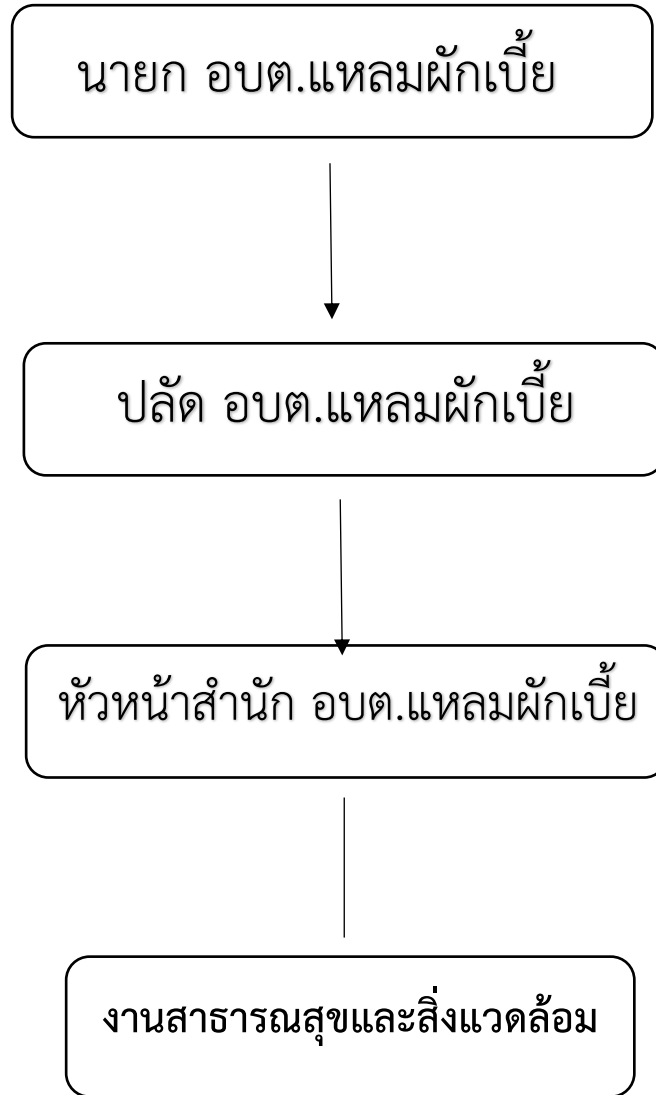 นายก อบต.แหลมผักเบี้ย
ปลัด อบต.แหลมผักเบี้ย
หัวหน้าสำนัก อบต.แหลมผักเบี้ย
งานสาธารณสุขและสิ่งแวดล้อม